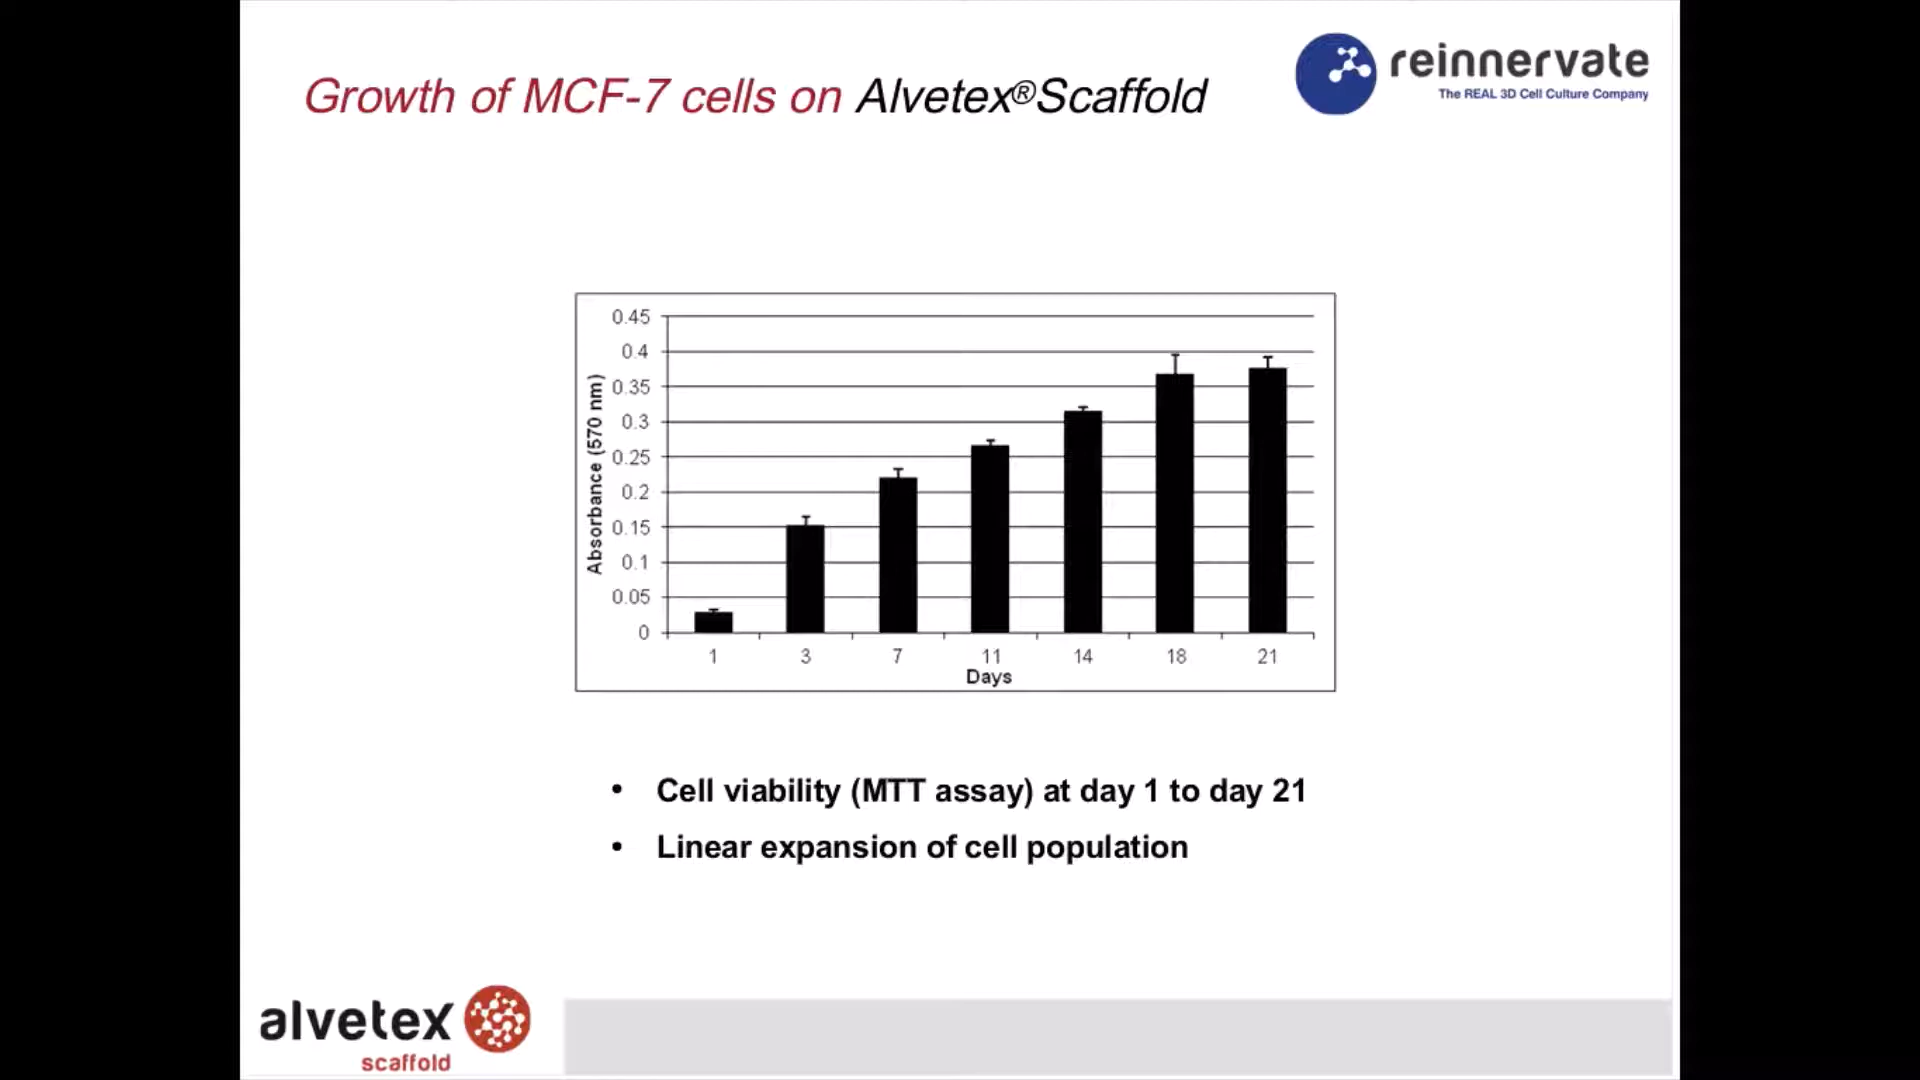 Growth of MCF-7 cells on Alvetex®Scaffold
reinnervate
The REAL 3D Cell Culture Company
Absorbance (570 nm)
0.45
0.4
0.35
0.3
0.25
0.2
0.15
0.1
0.05
0
1 3 7 11 14 18 21
Days
• Cell viability (MTT assay) at day 1 to day 21
• Linear expansion of cell population
alvetex
scaffold